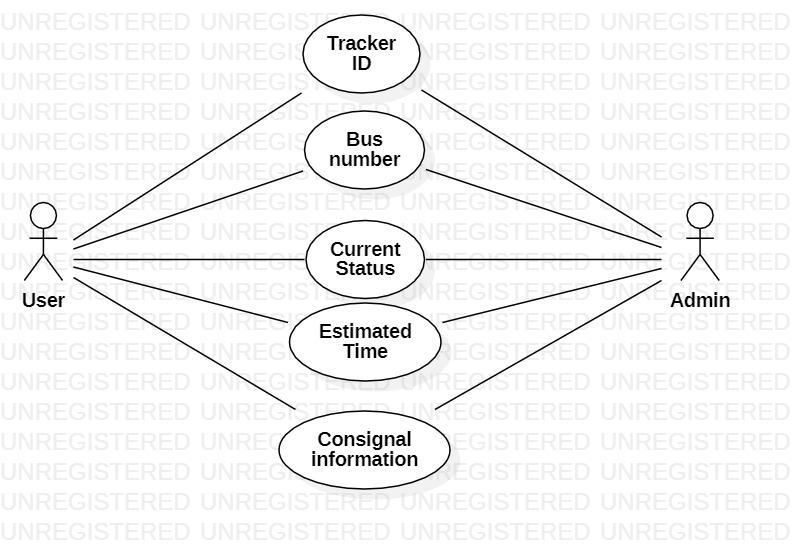 Tracker
ID
Bus
number
Current
Status
User
Admin
Estimated
Time
Consignal
information
UNREGISTERED UNREGISTERED UNREGISTERED UNREGISTERED